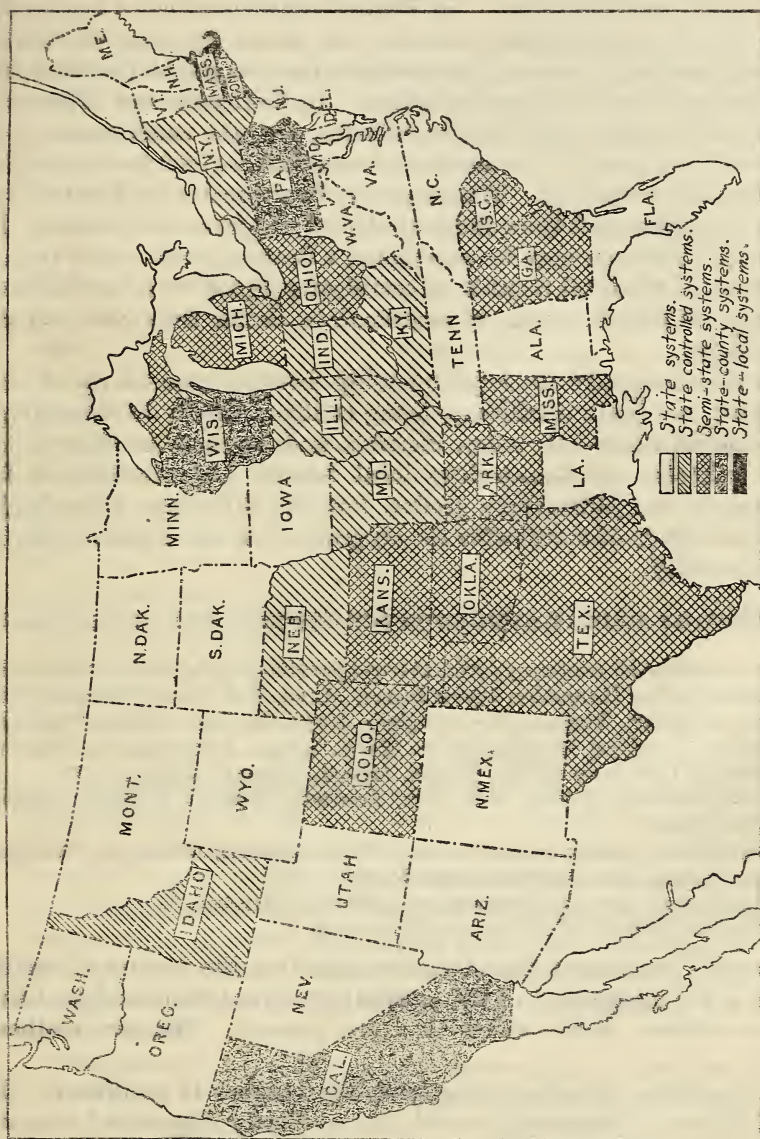 WASH.
MONT.
N.DAK.
MINN.
WIS.
MICH.
N.Y.
VT.
N.H.
ME.
MASS.
CON.
OREG.
IDAHO
WYO.
S.DAK.
IOWA
ILL.
IND.
OHIO
PA.
N.J.
DEL.
MD.
NEV.
UTAH
COLO.
NEB.
KANS.
MO.
KY.
W.VA.
VA.
CAL.
ARIZ.
N.MEX.
OKLA.
ARK.
TENN
N.C.
TEX.
LA.
MISS.
ALA.
GA.
S.C.
FLA.
State systems.
State controlled systems.
Semi-state systems.
State-county systems.
State-local systems.